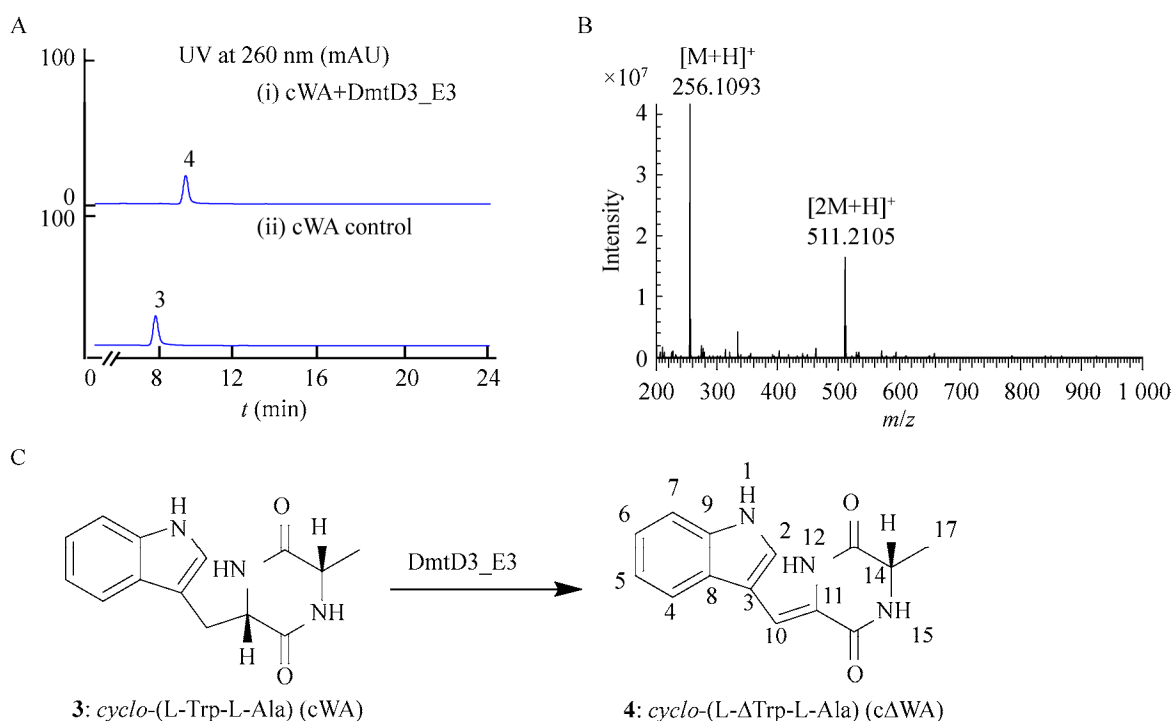 A
100
UV at 260 nm (mAU)
(i) cWA+DmtD3_E3
4
0
100
(ii) cWA control
3
0 8 12 16 20 24
t (min)
B
×10⁷
[M+H]⁺
256.1093
4
3
[2M+H]⁺
511.2105
2
1
0
Intensity
200 300 400 500 600 700 800 900 1 000
m/z
C
H
N
O
H
HN
NH
H
O
DmtD3_E3
1
H
N
7
9
6
2
12
O
H
17
HN
14
5
8
11
NH
4
3
15
10
O
3: cyclo-(L-Trp-L-Ala) (cWA)
4: cyclo-(L-ΔTrp-L-Ala) (cΔWA)